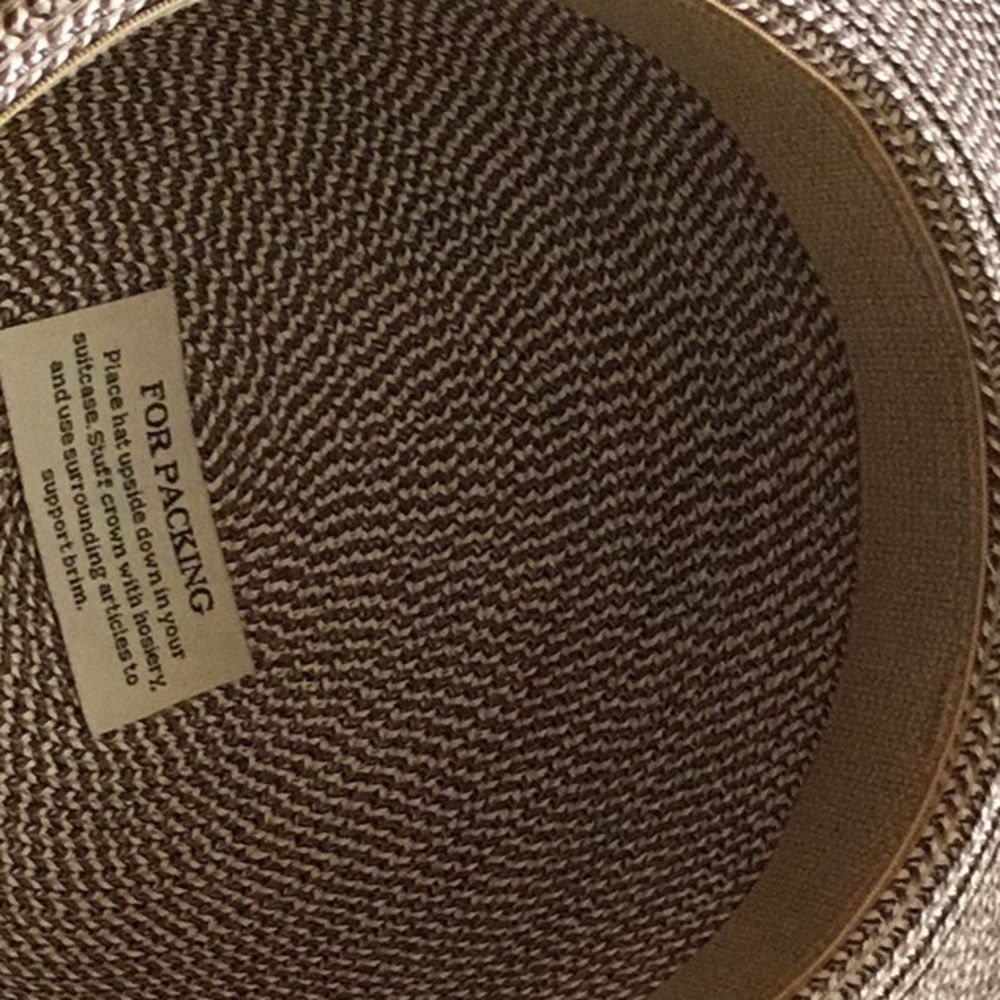 FOR PACKING
Place hat upside down in your
suitcase. Stuff crown with hosiery,
and use surrounding articles to
support brim.